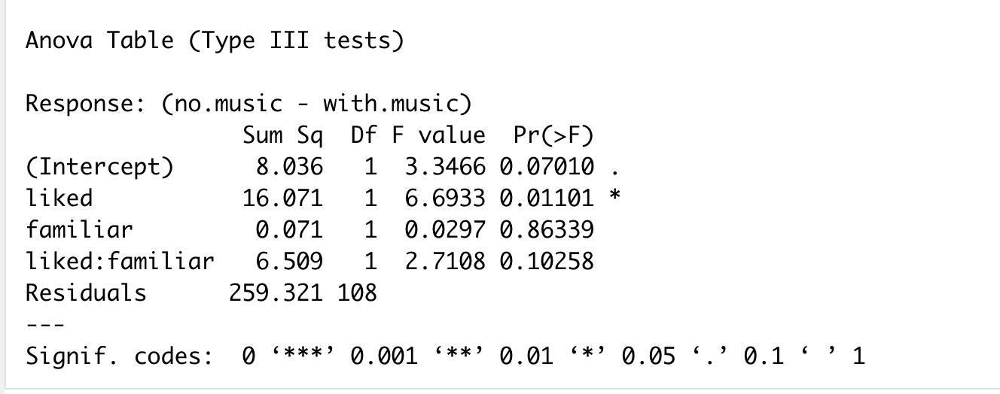 Anova Table (Type III tests)

Response: (no.music - with.music)
                Sum Sq  Df F value  Pr(>F)
(Intercept)      8.036   1  3.3466 0.07010 .
liked           16.071   1  6.6933 0.01101 *
familiar         0.071   1  0.0297 0.86339
liked:familiar   6.509   1  2.7108 0.10258
Residuals      259.321 108
---
Signif. codes:  0 ‘***’ 0.001 ‘**’ 0.01 ‘*’ 0.05 ‘.’ 0.1 ‘ ’ 1